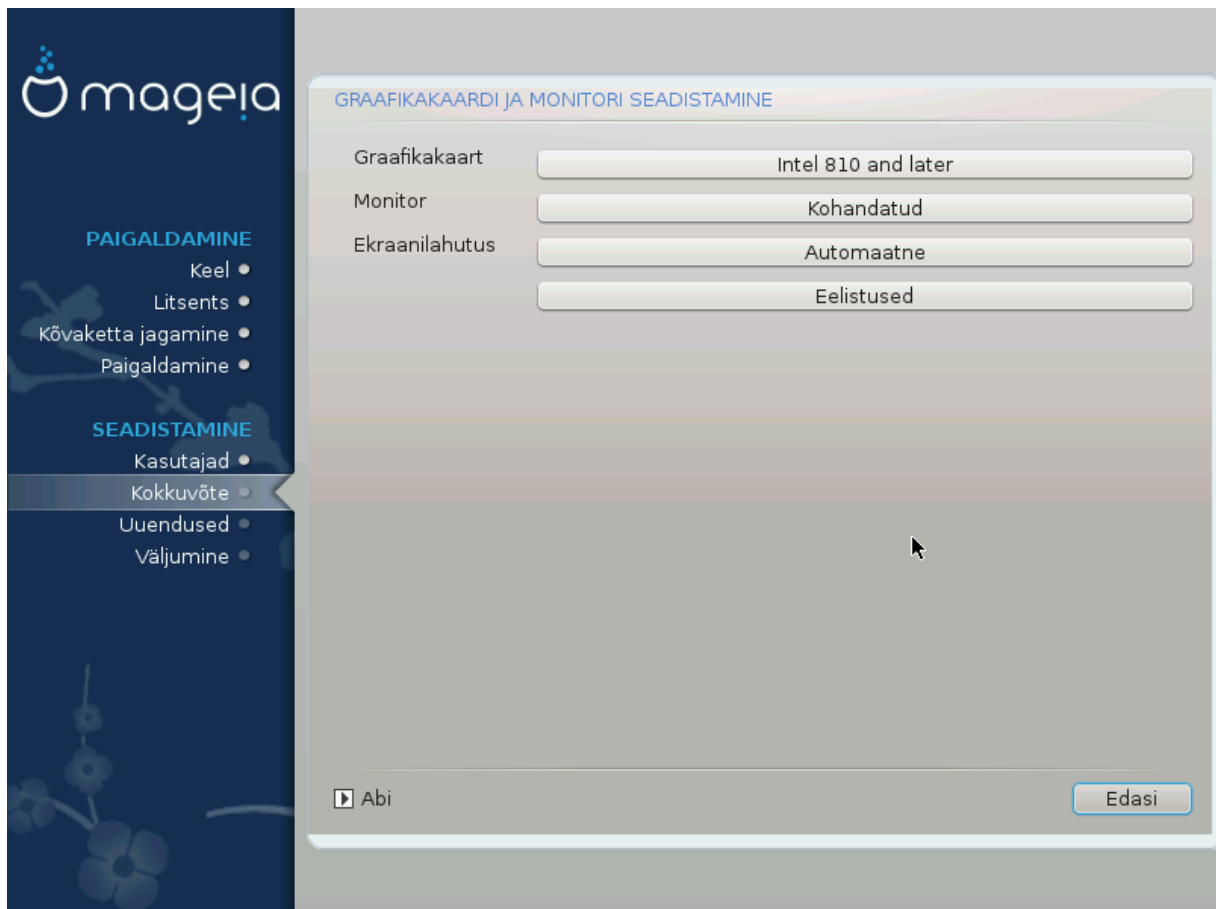 mageia
PAIGALDAMINE
Keel
Litsents
Kõvaketta jagamine
Paigaldamine
SEADISTAMINE
Kasutajad
Kokkuvõte
Uuendused
Väljumine
GRAAFIKAKAARDI JA MONITORI SEADISTAMINE
Graafikakaart
Intel 810 and later
Monitor
Kohandatud
Ekraanilahutus
Automaatne
Eelistused
Abi
Edasi